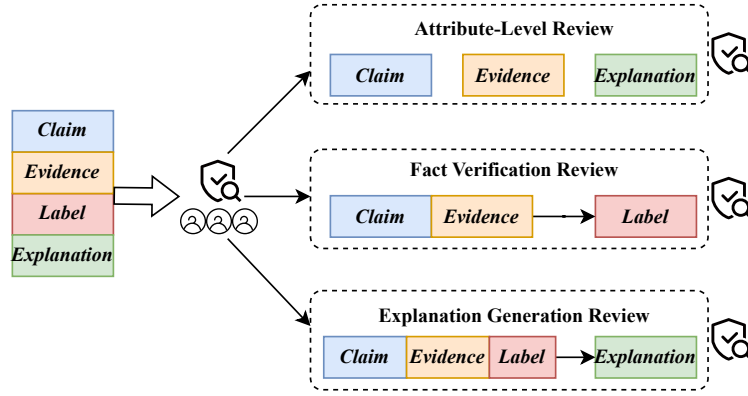 Claim
Evidence
Label
Explanation
Attribute-Level Review
Claim Evidence Explanation
Fact Verification Review
Claim Evidence Label
Explanation Generation Review
Claim Evidence Label Explanation